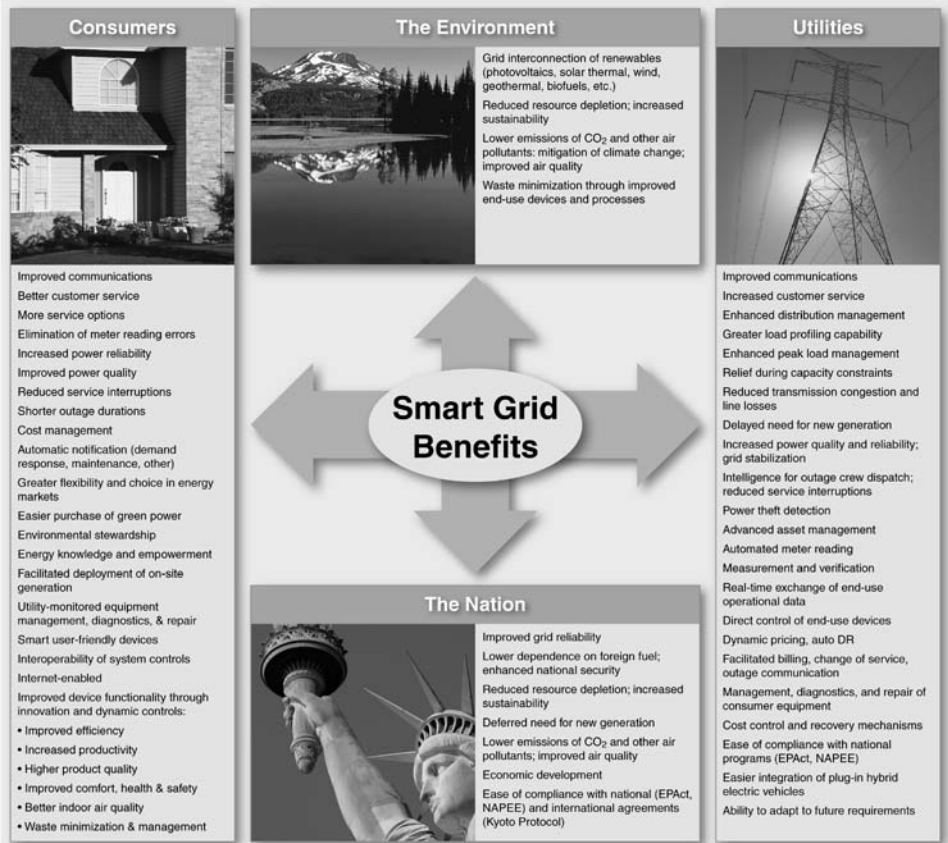 Consumers
Improved communications
Better customer service
More service options
Elimination of meter reading errors
Increased power reliability
Improved power quality
Reduced service interruptions
Shorter outage durations
Cost management
Automatic notification (demand
response, maintenance, other)
Greater flexibility and choice in energy
markets
Easier purchase of green power
Environmental stewardship
Energy knowledge and empowerment
Facilitated deployment of on-site
generation
Utility-monitored equipment
management, diagnostics, & repair
Smart user-friendly devices
Interoperability of system controls
Internet-enabled
Improved device functionality through
innovation and dynamic controls:
• Improved efficiency
• Increased productivity
• Higher product quality
• Improved comfort, health & safety
• Better indoor air quality
• Waste minimization & management
The Environment
Grid interconnection of renewables
(photovoltaics, solar thermal, wind,
geothermal, biofuels, etc.)
Reduced resource depletion; increased
sustainability
Lower emissions of CO₂ and other air
pollutants: mitigation of climate change;
improved air quality
Waste minimization through improved
end-use devices and processes
Smart Grid
Benefits
The Nation
Improved grid reliability
Lower dependence on foreign fuel;
enhanced national security
Reduced resource depletion; increased
sustainability
Deferred need for new generation
Lower emissions of CO₂ and other air
pollutants; improved air quality
Economic development
Ease of compliance with national (EPAct,
NAPEE) and international agreements
(Kyoto Protocol)
Utilities
Improved communications
Increased customer service
Enhanced distribution management
Greater load profiling capability
Enhanced peak load management
Relief during capacity constraints
Reduced transmission congestion and
line losses
Delayed need for new generation
Increased power quality and reliability;
grid stabilization
Intelligence for outage crew dispatch;
reduced service interruptions
Power theft detection
Advanced asset management
Automated meter reading
Measurement and verification
Real-time exchange of end-use
operational data
Direct control of end-use devices
Dynamic pricing, auto DR
Facilitated billing, change of service,
outage communication
Management, diagnostics, and repair of
consumer equipment
Cost control and recovery mechanisms
Ease of compliance with national
programs (EPAct, NAPEE)
Easier integration of plug-in hybrid
electric vehicles
Ability to adapt to future requirements